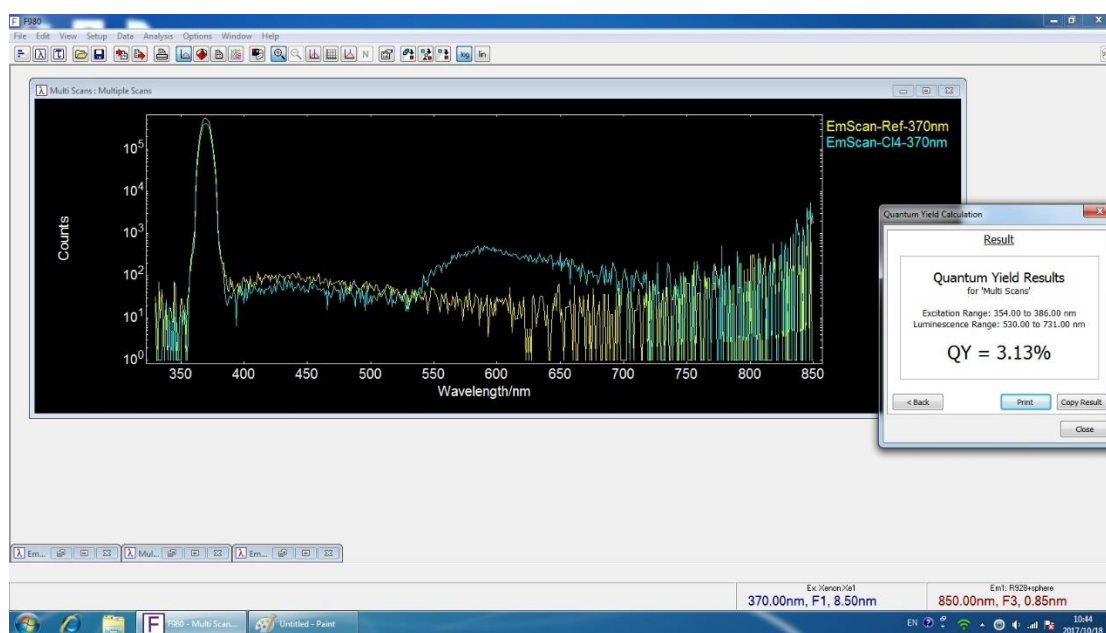 F980
File Edit View Setup Data Analysis Options Window Help
N log lin
Multi Scans : Multiple Scans
EmScan-Ref-370nm
EmScan-Cl4-370nm
10^5
10^4
10^3
10^2
10^1
10^0
Counts
350 400 450 500 550 600 650 700 750 800 850
Wavelength/nm
Quantum Yield Calculation
Result
Quantum Yield Results
for 'Multi Scans'
Excitation Range: 354.00 to 386.00 nm
Luminescence Range: 530.00 to 731.00 nm
QY = 3.13%
< Back Print Copy Result
Close
Em... Mul... Em...
Ex: Xenon Xe1
370.00nm, F1, 8.50nm
Em1: R928+sphere
850.00nm, F3, 0.85nm
F980 - Multi Scan... Untitled - Paint
EN
10:44
2017/10/18